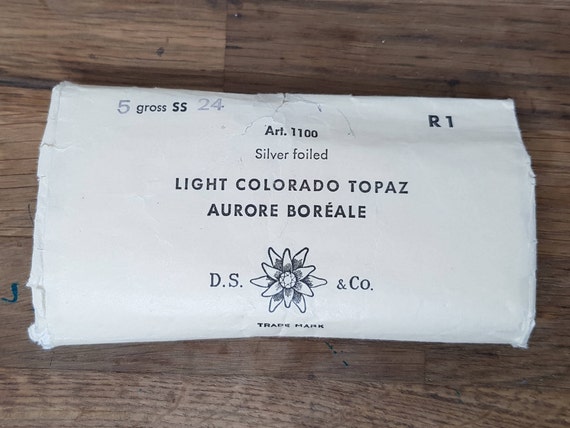 5 gross SS 24
R 1
Art. 1100
Silver foiled
LIGHT COLORADO TOPAZ
AURORE BORÉALE
D.S. & Co.
TRADE MARK